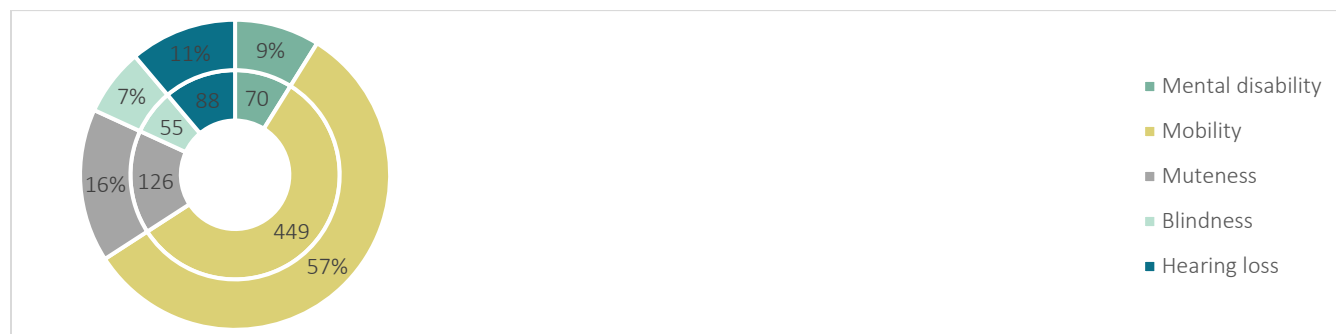 11%
9%
7%
88
70
55
16%
126
449
57%
Mental disability
Mobility
Muteness
Blindness
Hearing loss